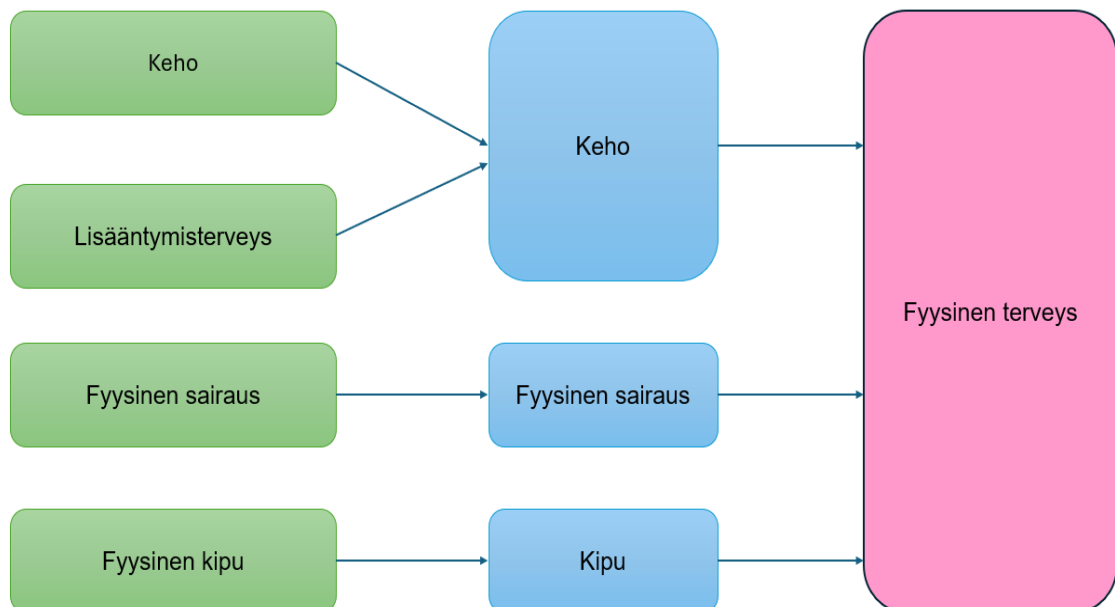 Keho
Lisääntymisterveys
Fyysinen sairaus
Fyysinen kipu
Keho
Fyysinen sairaus
Kipu
Fyysinen terveys